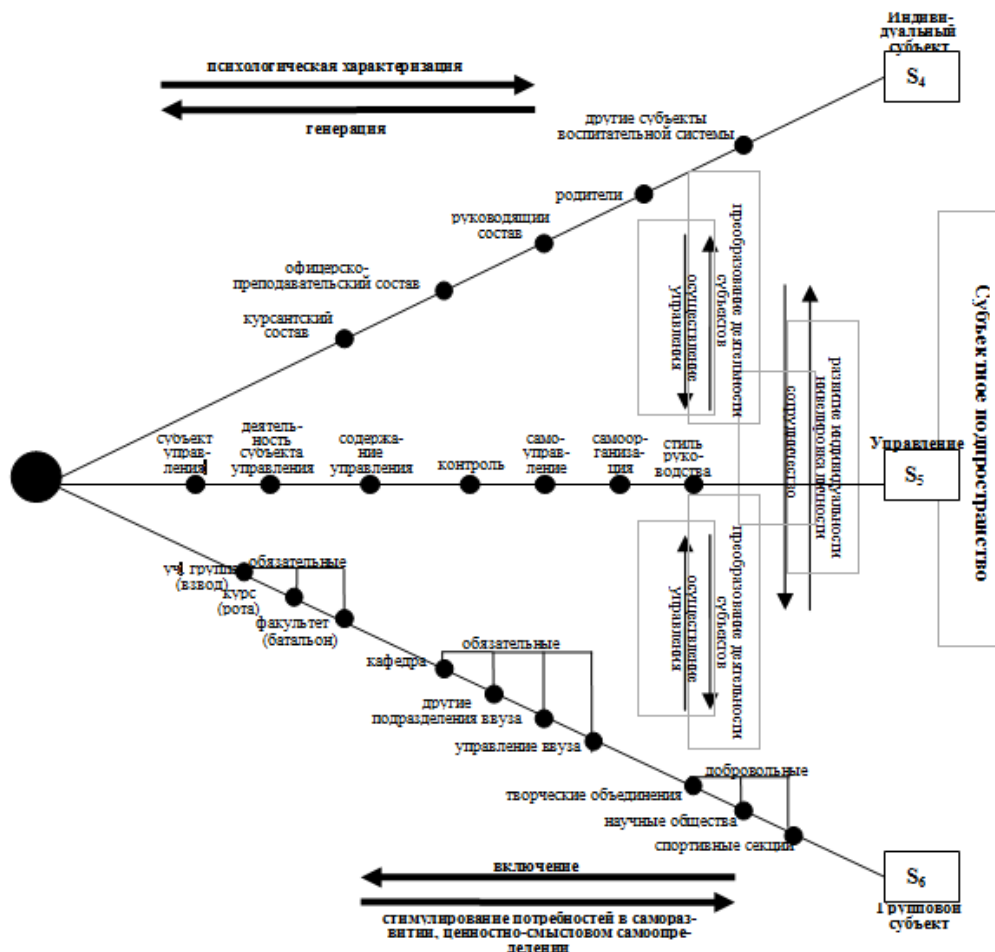 Индиви-
дуальный
субъект
S4
психологическая характеризация
генерация
другие субъекты
воспитательной системы
родители
руководящий
состав
офицерско-
преподавательский состав
курсантский
состав
преобразование деятельности
субъектов
осуществление
управления
развитие индивидуальности
нивелировка личности
сотрудничество
Субъектное подпространство
субъект
управ-
ления
деятель-
ность
субъекта
управления
содержа-
ние
управления
контроль
само-
управ-
ление
самоор-
ганиза-
ция
стиль
руко-
водства
Управление
S5
преобразование деятельности
субъектов
осуществление
управления
уч. группа
(взвод)
обязательные
курс
(рота)
факультет
(батальон)
кафедра
обязательные
другие
подразделения ввуза
управление ввуза
добровольные
творческие объединения
научные общества
спортивные секции
включение
стимулирование потребностей в самораз-
витии, ценностно-смысловом самоопре-
делении
S6
Групповой
субъект